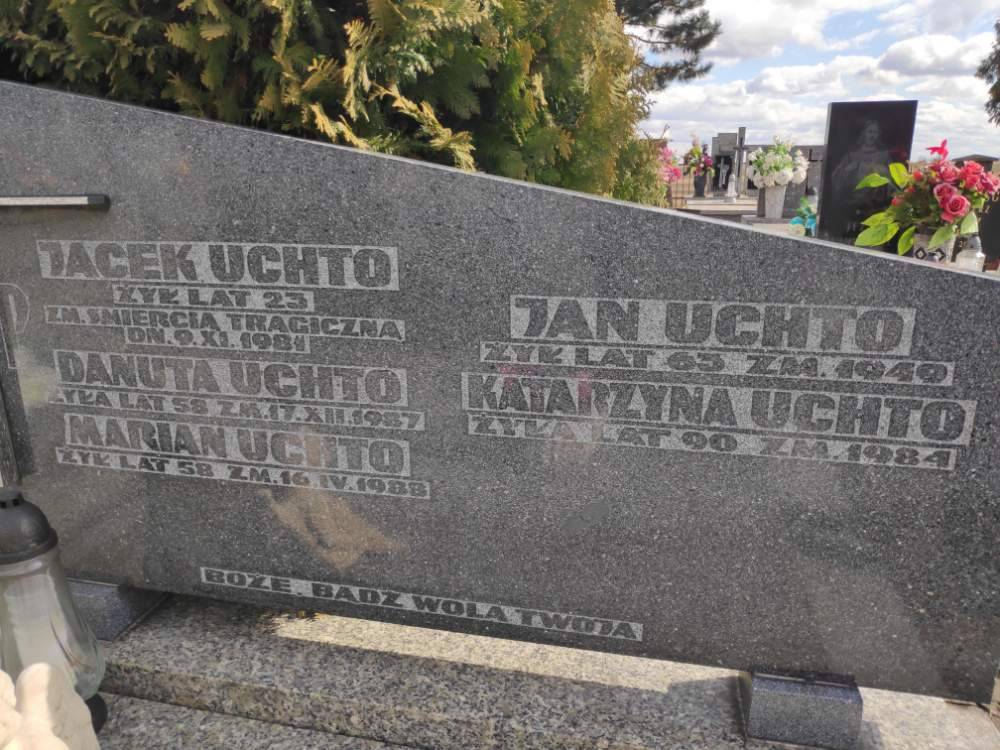 JACEK UCHTO
ŻYŁ LAT 23
ZM. ŚMIERCIĄ TRAGICZNĄ
DN. 9.XI.1981
DANUTA UCHTO
ŻYŁA LAT 58 ZM.17.XII.1987
MARIAN UCHTO
ŻYŁ LAT 58 ZM.16.IV.1988
JAN UCHTO
ŻYŁ LAT 65 ZM.1949
KATARZYNA UCHTO
ŻYŁA LAT 90 ZM.1984
BOŻE, BĄDŹ WOLA TWOJA